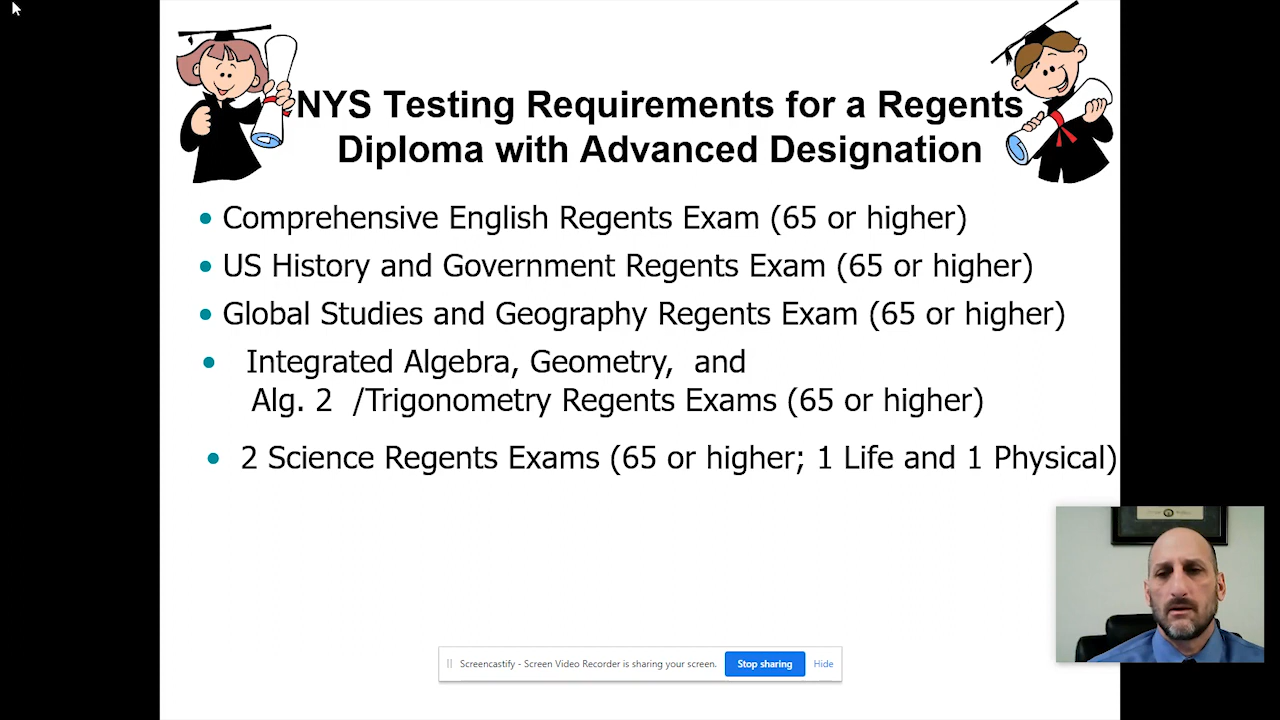 NYS Testing Requirements for a Regents
Diploma with Advanced Designation
• Comprehensive English Regents Exam (65 or higher)
• US History and Government Regents Exam (65 or higher)
• Global Studies and Geography Regents Exam (65 or higher)
• Integrated Algebra, Geometry, and
Alg. 2 /Trigonometry Regents Exams (65 or higher)
• 2 Science Regents Exams (65 or higher; 1 Life and 1 Physical)
Screencastify - Screen Video Recorder is sharing your screen. Stop sharing Hide